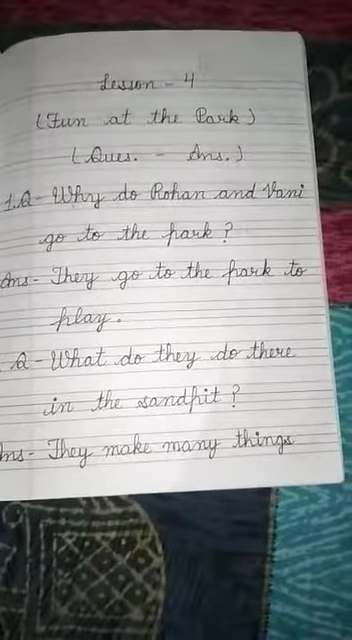 Lesson - 4
(Fun at the Park)
(Ques. - Ans.)
1.Q- Why do Rohan and Vani
go to the park?
Ans- They go to the park to
play.
Q- What do they do there
in the sandpit?
Ans- They make many things